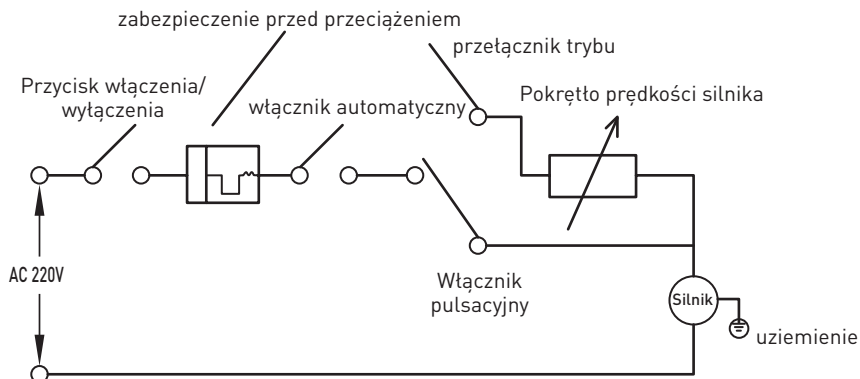 zabezpieczenie przed przeciążeniem
przełącznik trybu
Przycisk włączenia/
wyłączenia
włącznik automatyczny
Pokrętło prędkości silnika
AC 220V
Włącznik
pulsacyjny
Silnik
uziemienie